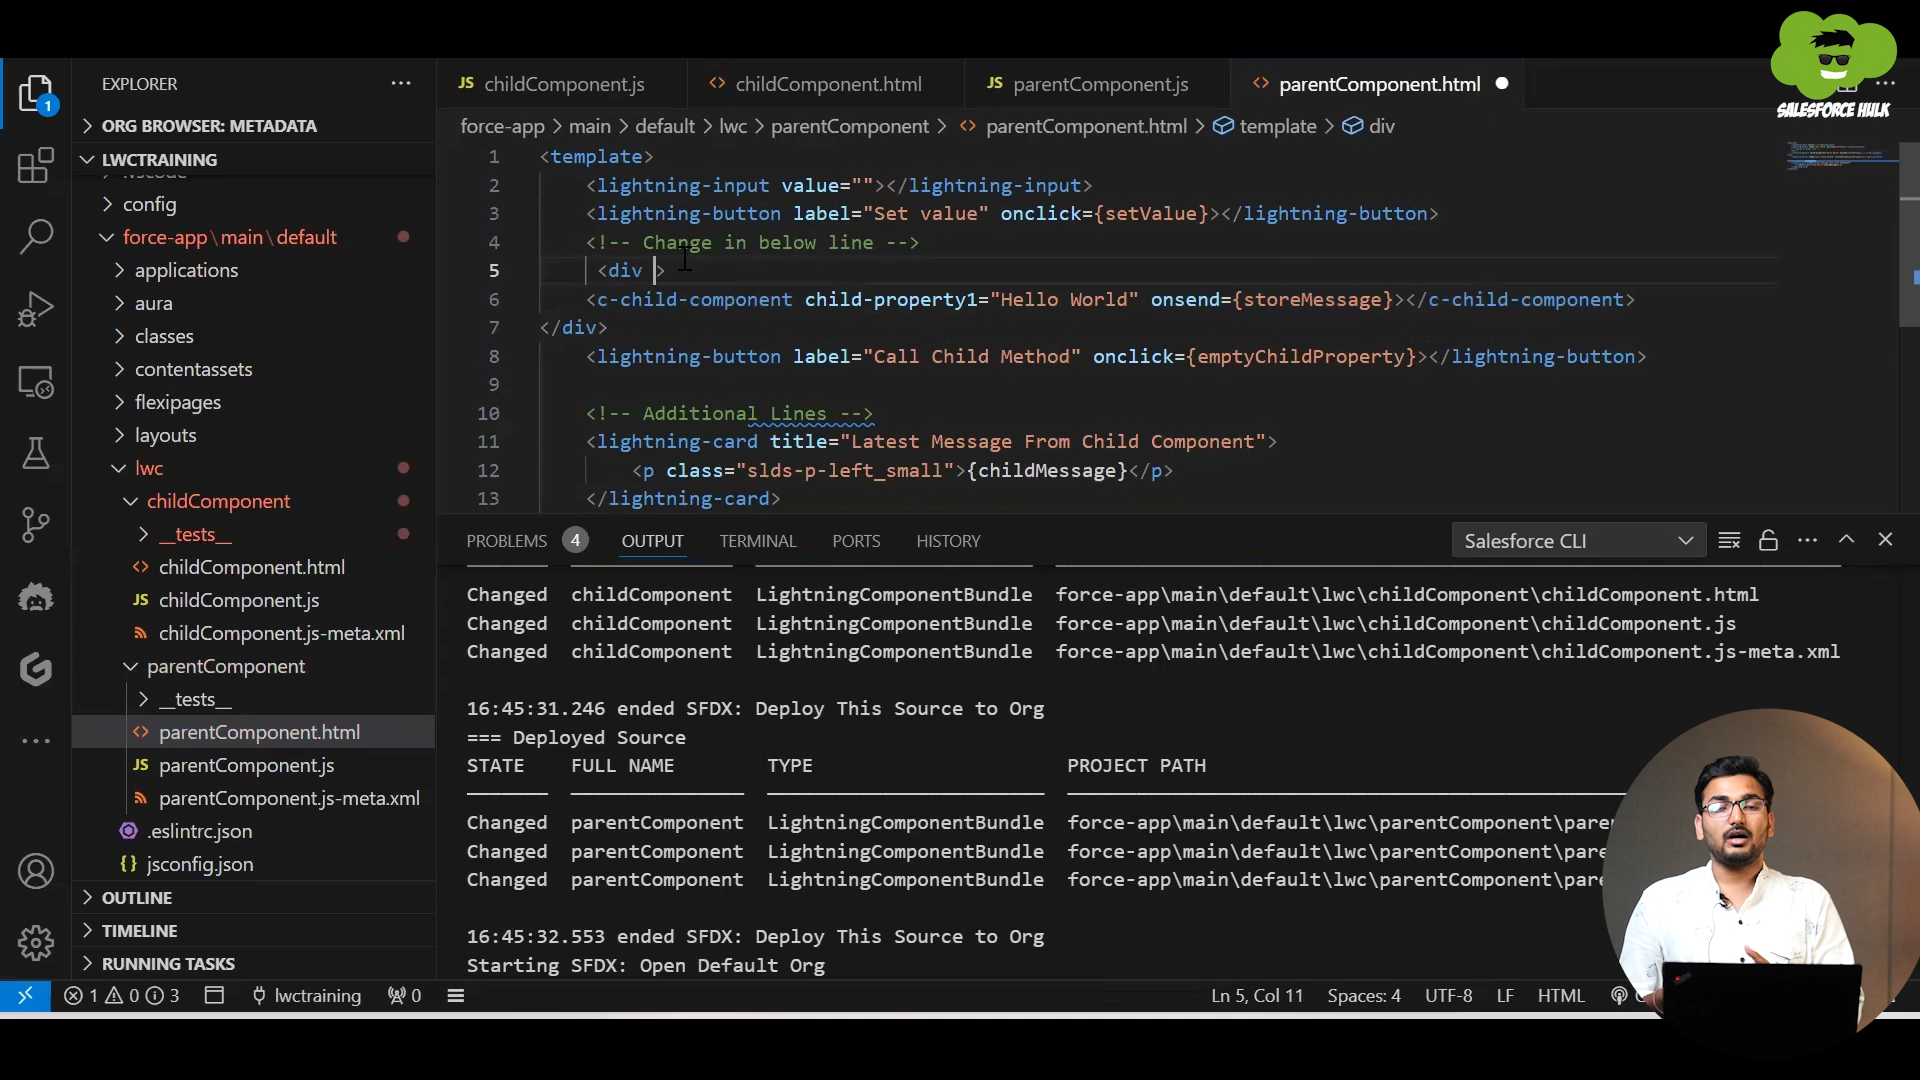 SALESFORCE HULK
EXPLORER
1
ORG BROWSER: METADATA
LWCTRAINING
.vscode
config
force-app\main\default
applications
aura
classes
contentassets
flexipages
layouts
lwc
childComponent
__tests__
childComponent.html
JS childComponent.js
childComponent.js-meta.xml
parentComponent
__tests__
parentComponent.html
JS parentComponent.js
parentComponent.js-meta.xml
.eslintrc.json
{} jsconfig.json
OUTLINE
TIMELINE
RUNNING TASKS
JS childComponent.js <> childComponent.html JS parentComponent.js <> parentComponent.html
force-app > main > default > lwc > parentComponent > <> parentComponent.html > template > div
1 <template>
2 <lightning-input value=""></lightning-input>
3 <lightning-button label="Set value" onclick={setValue}></lightning-button>
4 <!-- Change in below line -->
5 <div >
6 <c-child-component child-property1="Hello World" onsend={storeMessage}></c-child-component>
7 </div>
8 <lightning-button label="Call Child Method" onclick={emptyChildProperty}></lightning-button>
9
10 <!-- Additional Lines -->
11 <lightning-card title="Latest Message From Child Component">
12 <p class="slds-p-left_small">{childMessage}</p>
13 </lightning-card>
PROBLEMS 4 OUTPUT TERMINAL PORTS HISTORY Salesforce CLI
Changed childComponent LightningComponentBundle force-app\main\default\lwc\childComponent\childComponent.html
Changed childComponent LightningComponentBundle force-app\main\default\lwc\childComponent\childComponent.js
Changed childComponent LightningComponentBundle force-app\main\default\lwc\childComponent\childComponent.js-meta.xml
16:45:31.246 ended SFDX: Deploy This Source to Org
=== Deployed Source
STATE FULL NAME TYPE PROJECT PATH
Changed parentComponent LightningComponentBundle force-app\main\default\lwc\parentComponent\pare
Changed parentComponent LightningComponentBundle force-app\main\default\lwc\parentComponent\pare
Changed parentComponent LightningComponentBundle force-app\main\default\lwc\parentComponent\pare
16:45:32.553 ended SFDX: Deploy This Source to Org
Starting SFDX: Open Default Org
1 0 3 lwctraining 0 Ln 5, Col 11 Spaces: 4 UTF-8 LF HTML